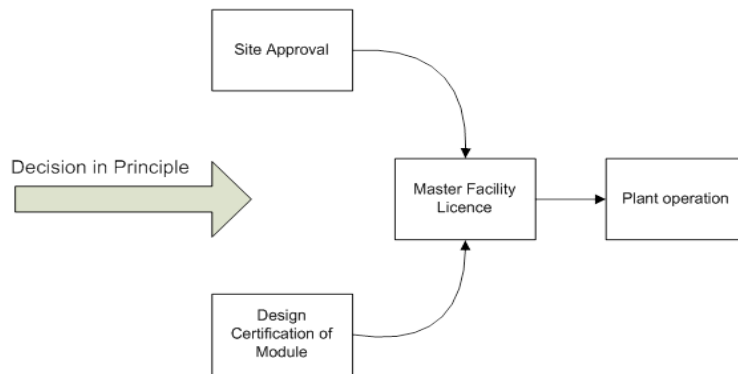 Site Approval
Decision in Principle
Master Facility
Licence
Plant operation
Design
Certification of
Module